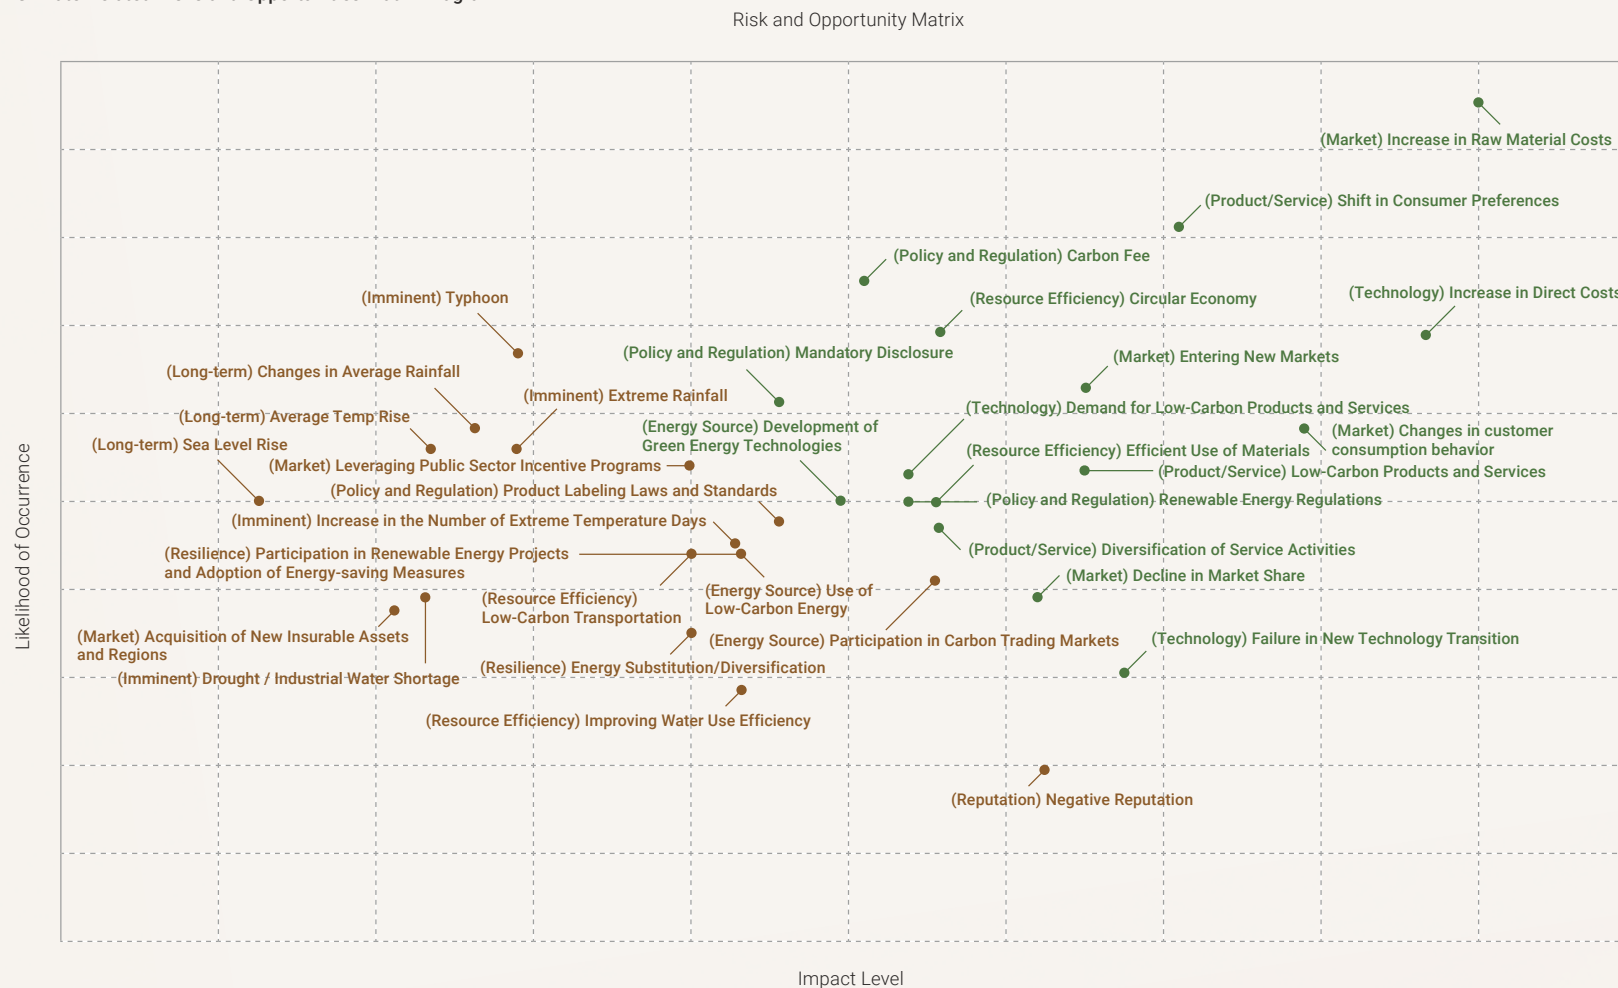 Risk and Opportunity Matrix
(Market) Increase in Raw Material Costs
(Product/Service) Shift in Consumer Preferences
(Policy and Regulation) Carbon Fee
(Technology) Increase in Direct Costs
(Imminent) Typhoon
(Resource Efficiency) Circular Economy
(Policy and Regulation) Mandatory Disclosure
(Market) Entering New Markets
(Long-term) Changes in Average Rainfall
(Imminent) Extreme Rainfall
(Technology) Demand for Low-Carbon Products and Services
(Long-term) Average Temp Rise
(Energy Source) Development of
Green Energy Technologies
(Market) Changes in customer
consumption behavior
(Long-term) Sea Level Rise
(Resource Efficiency) Efficient Use of Materials
(Market) Leveraging Public Sector Incentive Programs
(Product/Service) Low-Carbon Products and Services
(Policy and Regulation) Product Labeling Laws and Standards
(Policy and Regulation) Renewable Energy Regulations
(Imminent) Increase in the Number of Extreme Temperature Days
(Product/Service) Diversification of Service Activities
(Resilience) Participation in Renewable Energy Projects
and Adoption of Energy-saving Measures
(Market) Decline in Market Share
(Energy Source) Use of
Low-Carbon Energy
(Resource Efficiency)
Low-Carbon Transportation
(Market) Acquisition of New Insurable Assets
and Regions
(Energy Source) Participation in Carbon Trading Markets
(Technology) Failure in New Technology Transition
(Resilience) Energy Substitution/Diversification
(Imminent) Drought / Industrial Water Shortage
(Resource Efficiency) Improving Water Use Efficiency
(Reputation) Negative Reputation
Likelihood of Occurrence
Impact Level